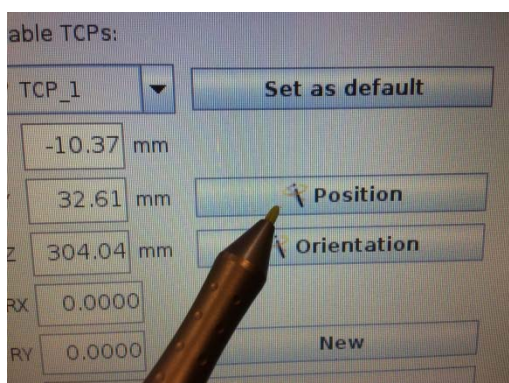 able TCPs:
TCP_1 Set as default
-10.37 mm
32.61 mm Position
Z 304.04 mm Orientation
RX 0.0000
RY 0.0000 New